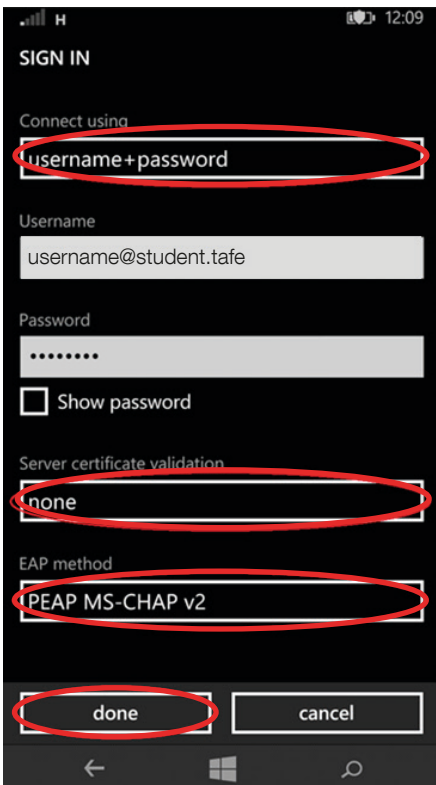 H 12:09
SIGN IN
Connect using
username+password
Username
username@student.tafe
Password
••••••••
Show password
Server certificate validation
none
EAP method
PEAP MS-CHAP v2
done cancel